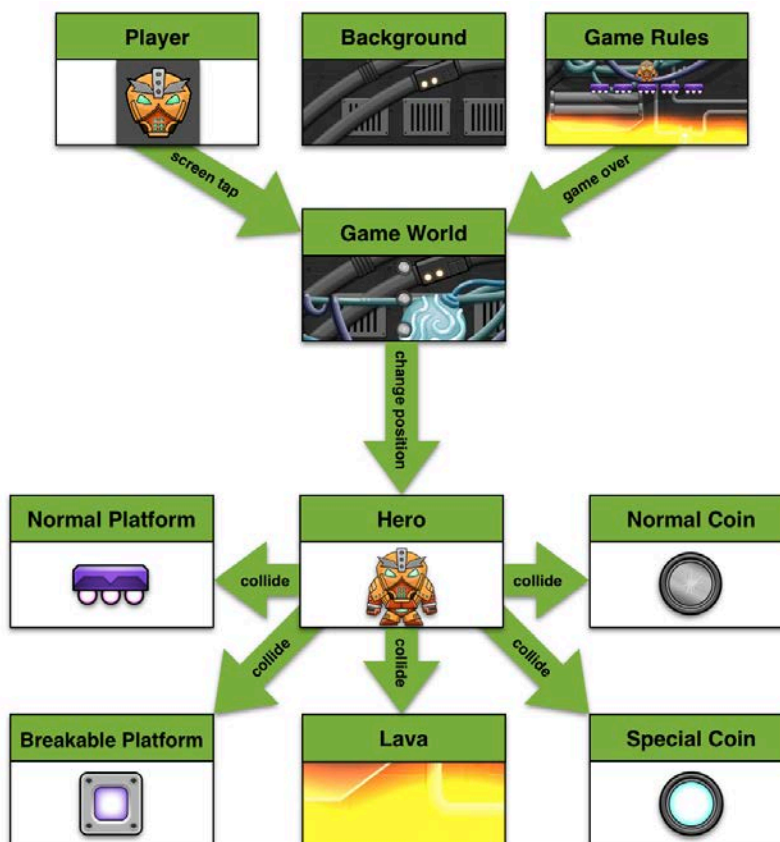 Player
Background
Game Rules
screen tap
game over
Game World
change position
Normal Platform
Hero
Normal Coin
collide
collide
collide
collide
collide
Breakable Platform
Lava
Special Coin